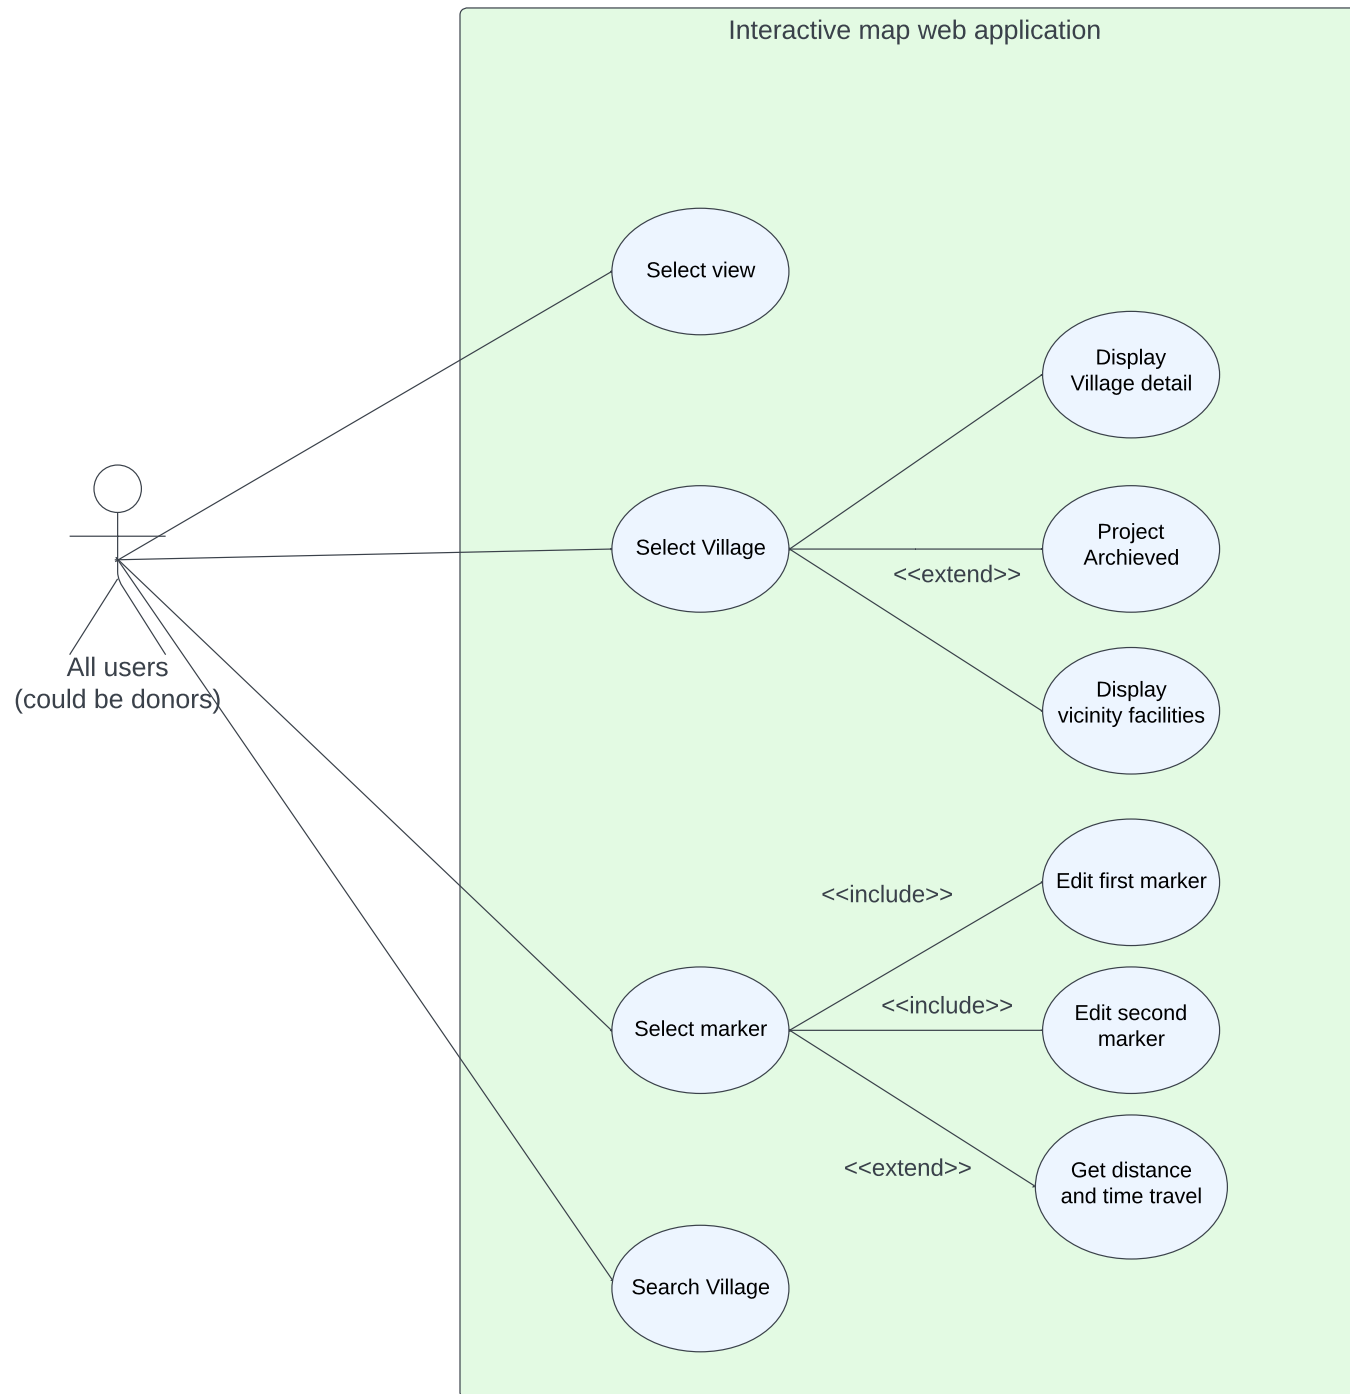 Interactive map web application
Select view
Display
Village detail
Select Village
Project
Archieved
<<extend>>
All users
(could be donors)
Display
vicinity facilities
Edit first marker
<<include>>
<<include>>
Edit second
marker
Select marker
<<extend>>
Get distance
and time travel
Search Village